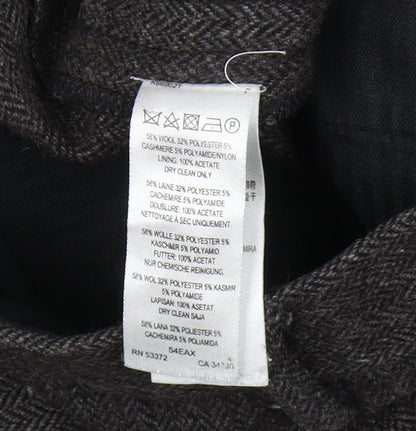 58% WOOL 32% POLYESTER 5%
CASHMERE 5% POLYAMIDE/NYLON
LINING. 100% ACETATE
DRY CLEAN ONLY
58% LAINE 32% POLYESTER 5%
CASHMERE 5% POLYAMIDE
DOUBLURE: 100% ACÉTATE
NETTOYAGE À SEC UNIQUEMENT
58% WOLLE 32% POLYESTER 5%
KASCHMIR 5% POLYAMID
FUTTER: 100% ACETAT
NUR CHEMISCHE REINIGUNG.
58% WOL 32% POLYESTER 5% KASMIR
5% POLYAMIDE
LAPISAN: 100% ASETAT
DRY CLEAN SAJA
58% LANA 32% POLIESTER 5%
CACHEMIRA 5% POLIAMIDA
54EAX
RN 53372